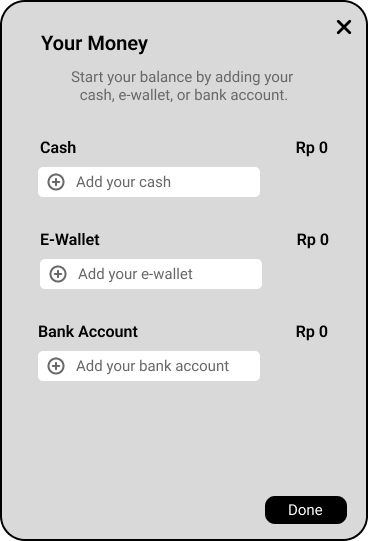 Your Money
Start your balance by adding your
cash, e-wallet, or bank account.
Cash Rp 0
Add your cash
E-Wallet Rp 0
Add your e-wallet
Bank Account Rp 0
Add your bank account
Done